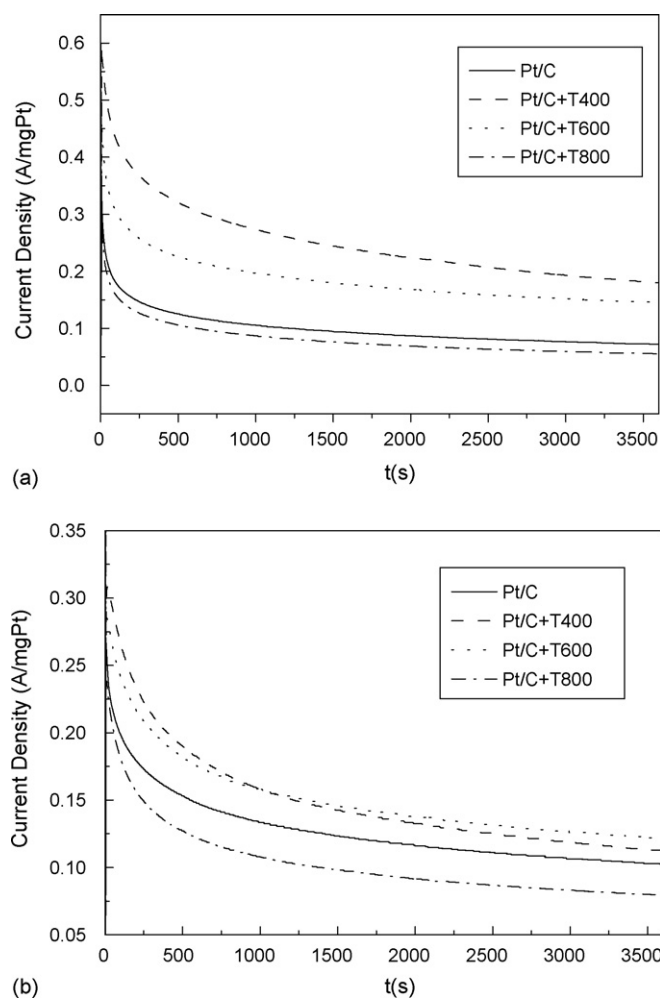 0.6
0.5
0.4
0.3
0.2
0.1
0.0
Current Density (A/mgPt)
Pt/C
Pt/C+T400
Pt/C+T600
Pt/C+T800
0 500 1000 1500 2000 2500 3000 3500
t(s)
(a)
0.35
0.30
0.25
0.20
0.15
0.10
0.05
Current Density (A/mgPt)
Pt/C
Pt/C+T400
Pt/C+T600
Pt/C+T800
0 500 1000 1500 2000 2500 3000 3500
t(s)
(b)